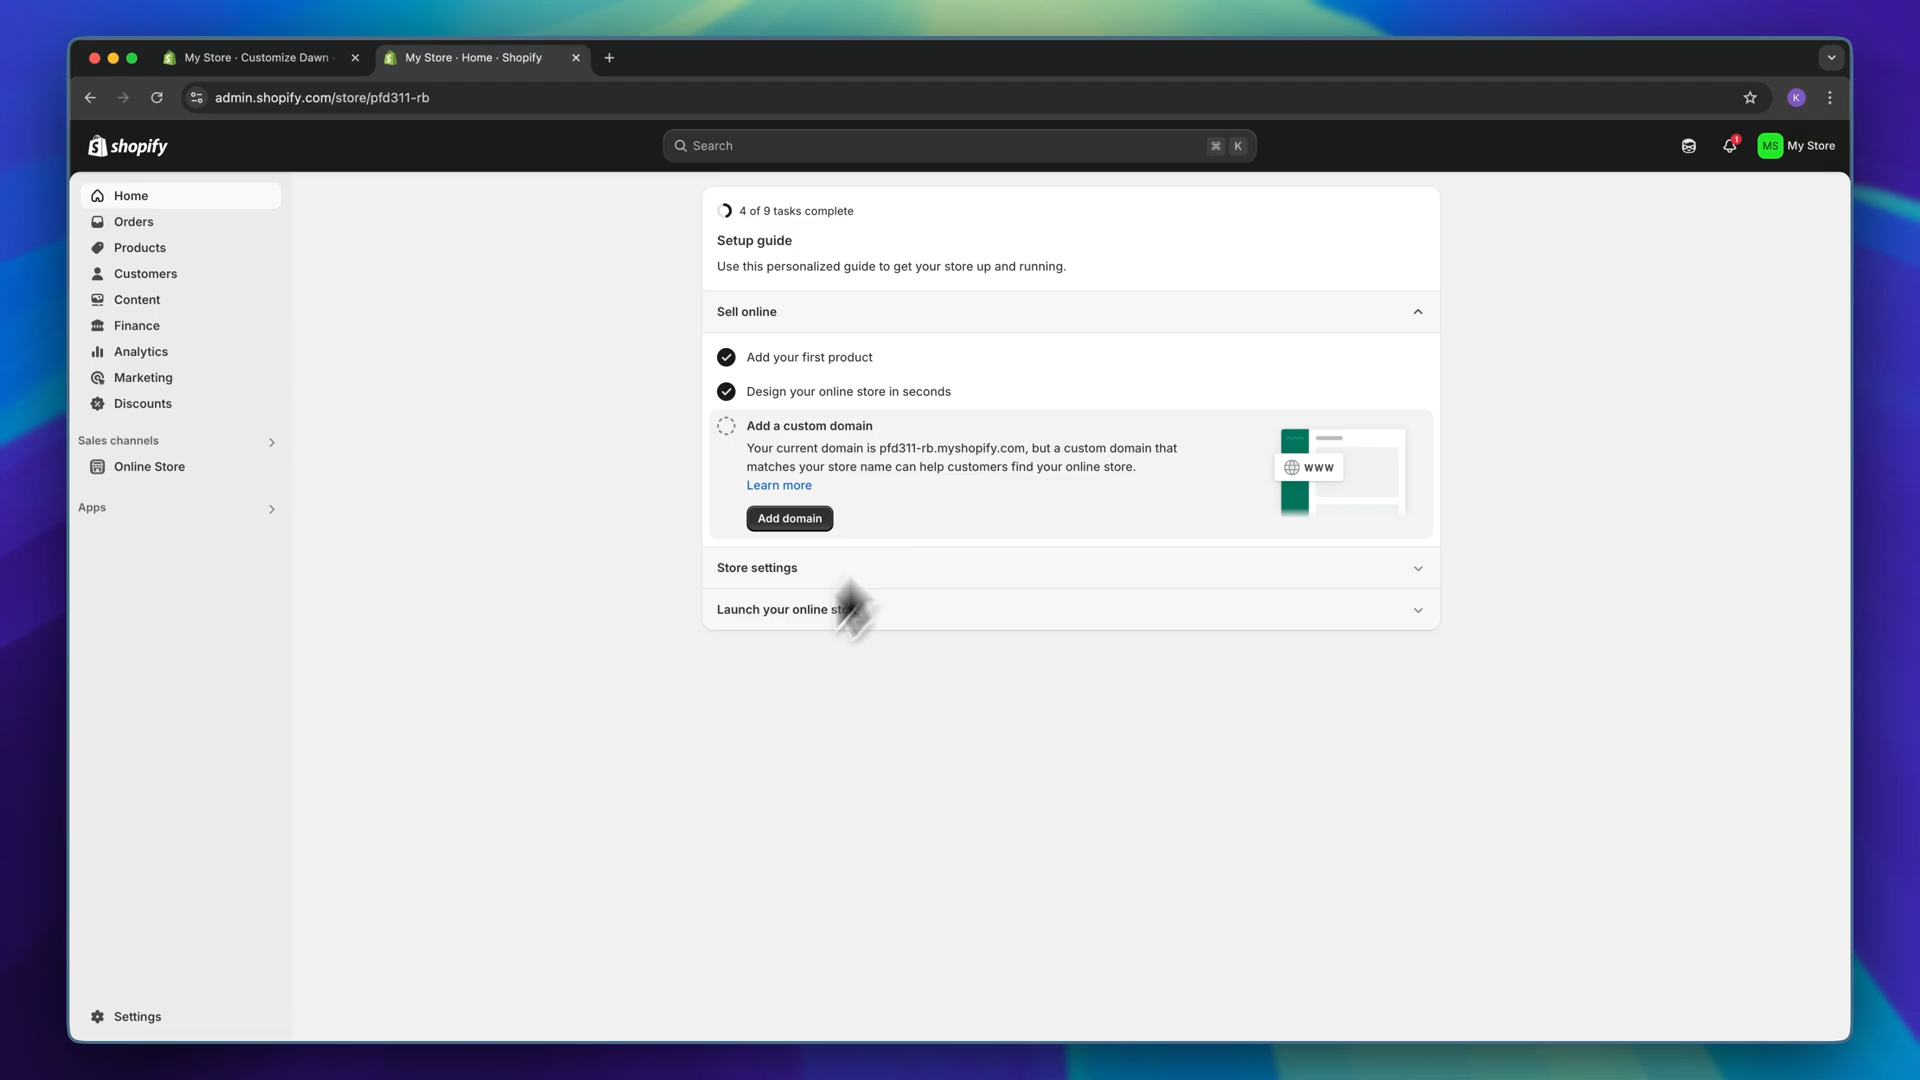 My Store · Customize Dawn
My Store · Home · Shopify
admin.shopify.com/store/pfd311-rb
K
shopify
Search
⌘ K
1
MS
My Store
Home
Orders
Products
Customers
Content
Finance
Analytics
Marketing
Discounts
Sales channels
Online Store
Apps
Settings
4 of 9 tasks complete
Setup guide
Use this personalized guide to get your store up and running.
Sell online
Add your first product
Design your online store in seconds
Add a custom domain
Your current domain is pfd311-rb.myshopify.com, but a custom domain that
matches your store name can help customers find your online store.
Learn more
Add domain
www
Store settings
Launch your online